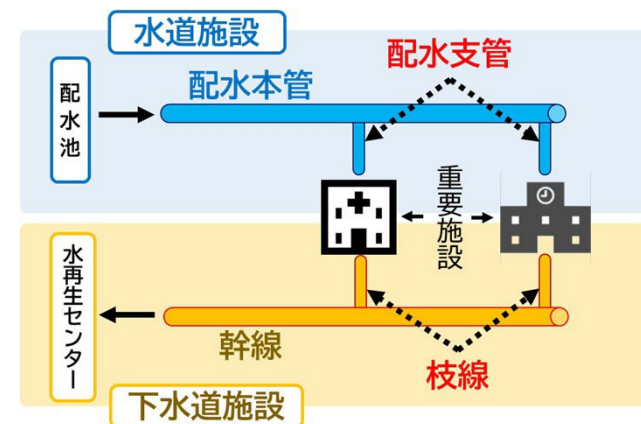 水道施設
配水支管
配水本管
配水池
重要施設
水再生センター
幹線
枝線
下水道施設